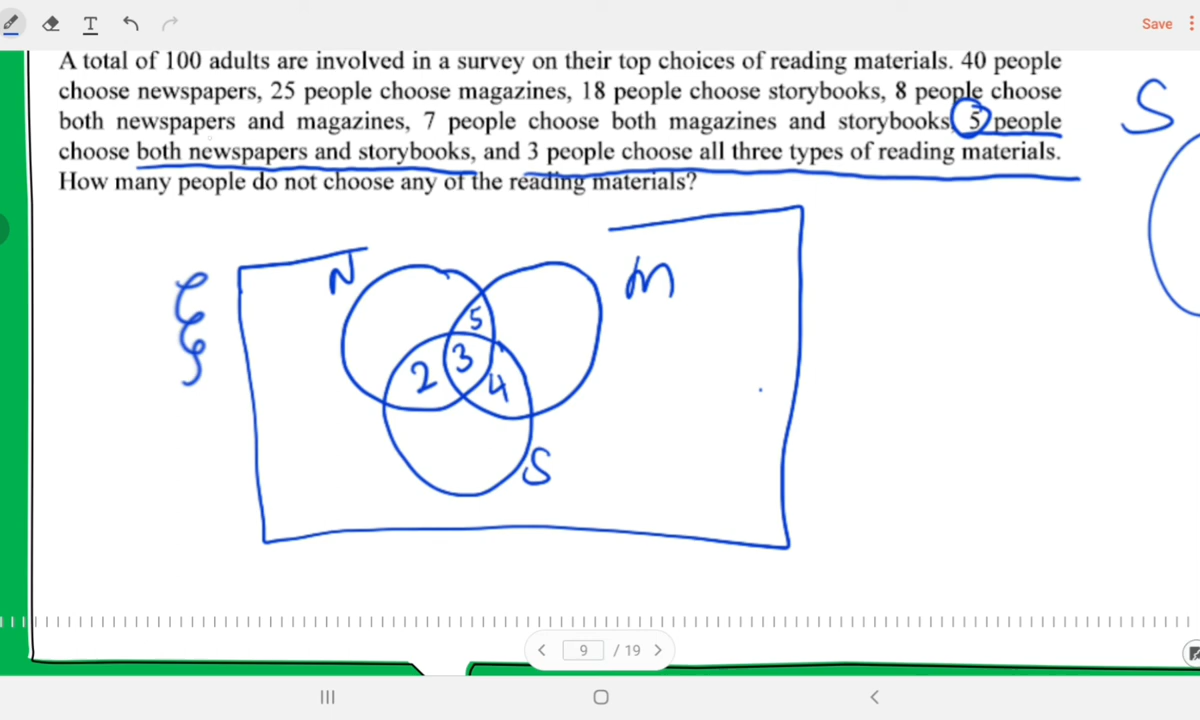 T
Save
A total of 100 adults are involved in a survey on their top choices of reading materials. 40 people
choose newspapers, 25 people choose magazines, 18 people choose storybooks, 8 people choose
both newspapers and magazines, 7 people choose both magazines and storybooks, 5 people
choose both newspapers and storybooks, and 3 people choose all three types of reading materials.
How many people do not choose any of the reading materials?
S
ξ
N
m
5
3
2
4
S
9 / 19